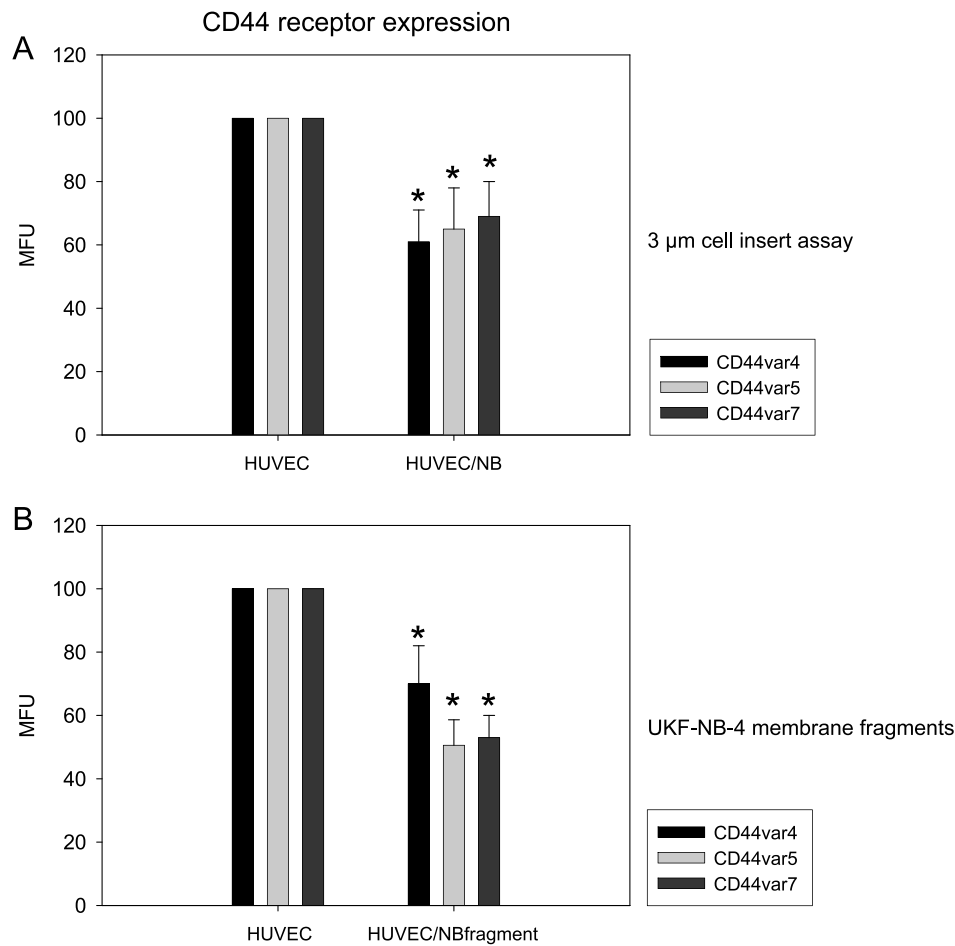 CD44 receptor expression
A
120
100
80
60
40
20
0
MFU
* * *
HUVEC
HUVEC/NB
3 µm cell insert assay
CD44var4
CD44var5
CD44var7
B
120
100
80
60
40
20
0
MFU
* * *
HUVEC
HUVEC/NBfragment
UKF-NB-4 membrane fragments
CD44var4
CD44var5
CD44var7